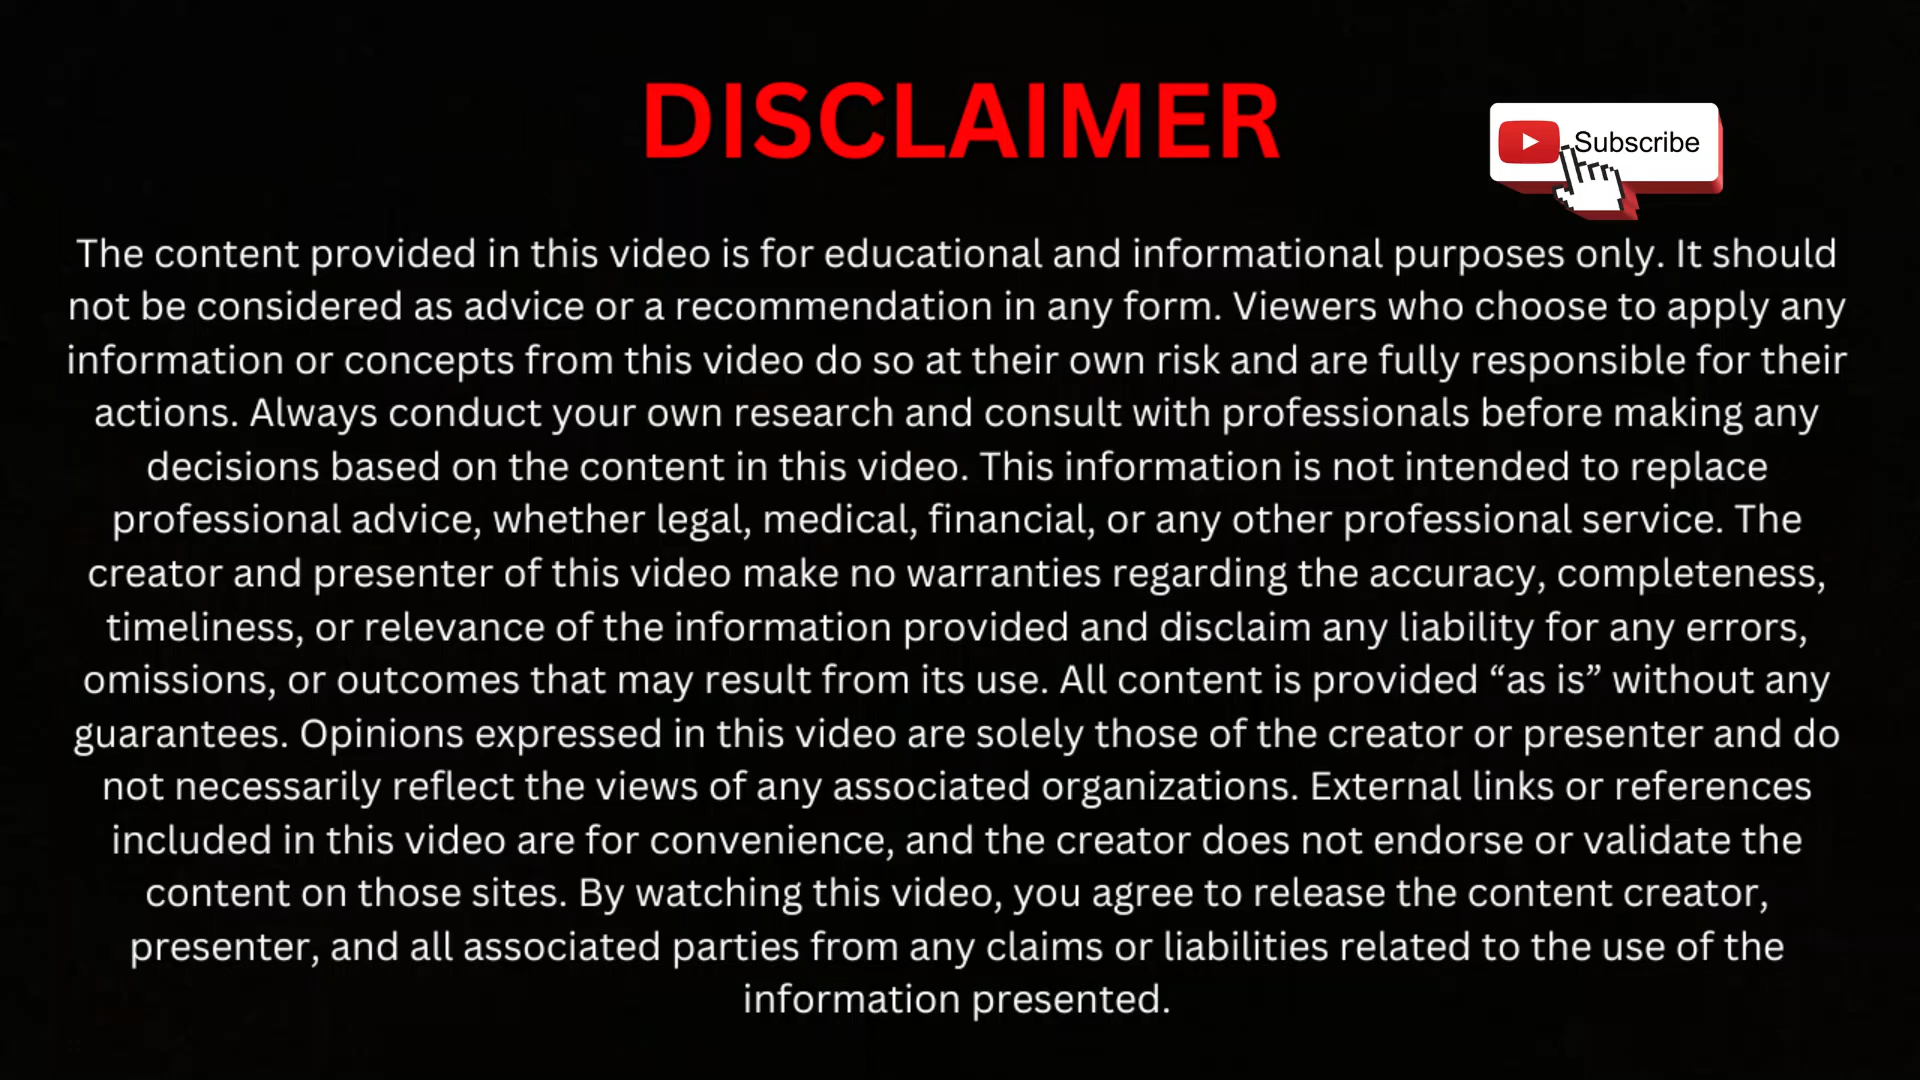 DISCLAIMER
Subscribe
The content provided in this video is for educational and informational purposes only. It should
not be considered as advice or a recommendation in any form. Viewers who choose to apply any
information or concepts from this video do so at their own risk and are fully responsible for their
actions. Always conduct your own research and consult with professionals before making any
decisions based on the content in this video. This information is not intended to replace
professional advice, whether legal, medical, financial, or any other professional service. The
creator and presenter of this video make no warranties regarding the accuracy, completeness,
timeliness, or relevance of the information provided and disclaim any liability for any errors,
omissions, or outcomes that may result from its use. All content is provided “as is” without any
guarantees. Opinions expressed in this video are solely those of the creator or presenter and do
not necessarily reflect the views of any associated organizations. External links or references
included in this video are for convenience, and the creator does not endorse or validate the
content on those sites. By watching this video, you agree to release the content creator,
presenter, and all associated parties from any claims or liabilities related to the use of the
information presented.